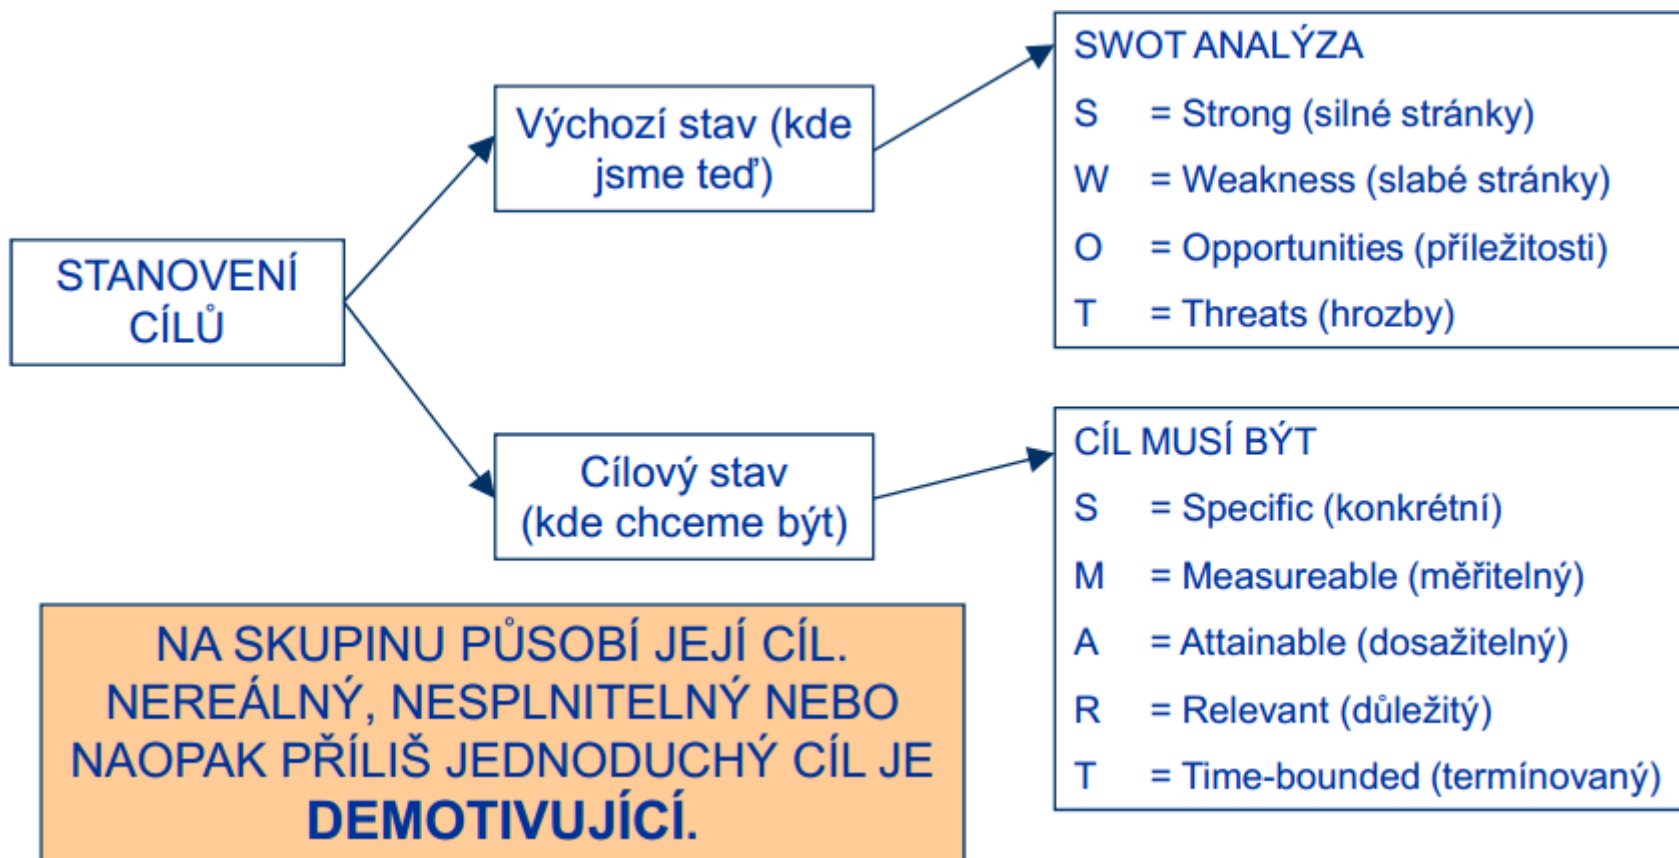 STANOVENÍ
CÍLŮ
Výchozí stav (kde
jsme teď)
SWOT ANALÝZA
S = Strong (silné stránky)
W = Weakness (slabé stránky)
O = Opportunities (příležitosti)
T = Threats (hrozby)
Cílový stav
(kde chceme být)
CÍL MUSÍ BÝT
S = Specific (konkrétní)
M = Measureable (měřitelný)
A = Attainable (dosažitelný)
R = Relevant (důležitý)
T = Time-bounded (termínovaný)
NA SKUPINU PŮSOBÍ JEJÍ CÍL.
NEREÁLNÝ, NESPLNITELNÝ NEBO
NAOPAK PŘÍLIŠ JEDNODUCHÝ CÍL JE
DEMOTIVUJÍCÍ.